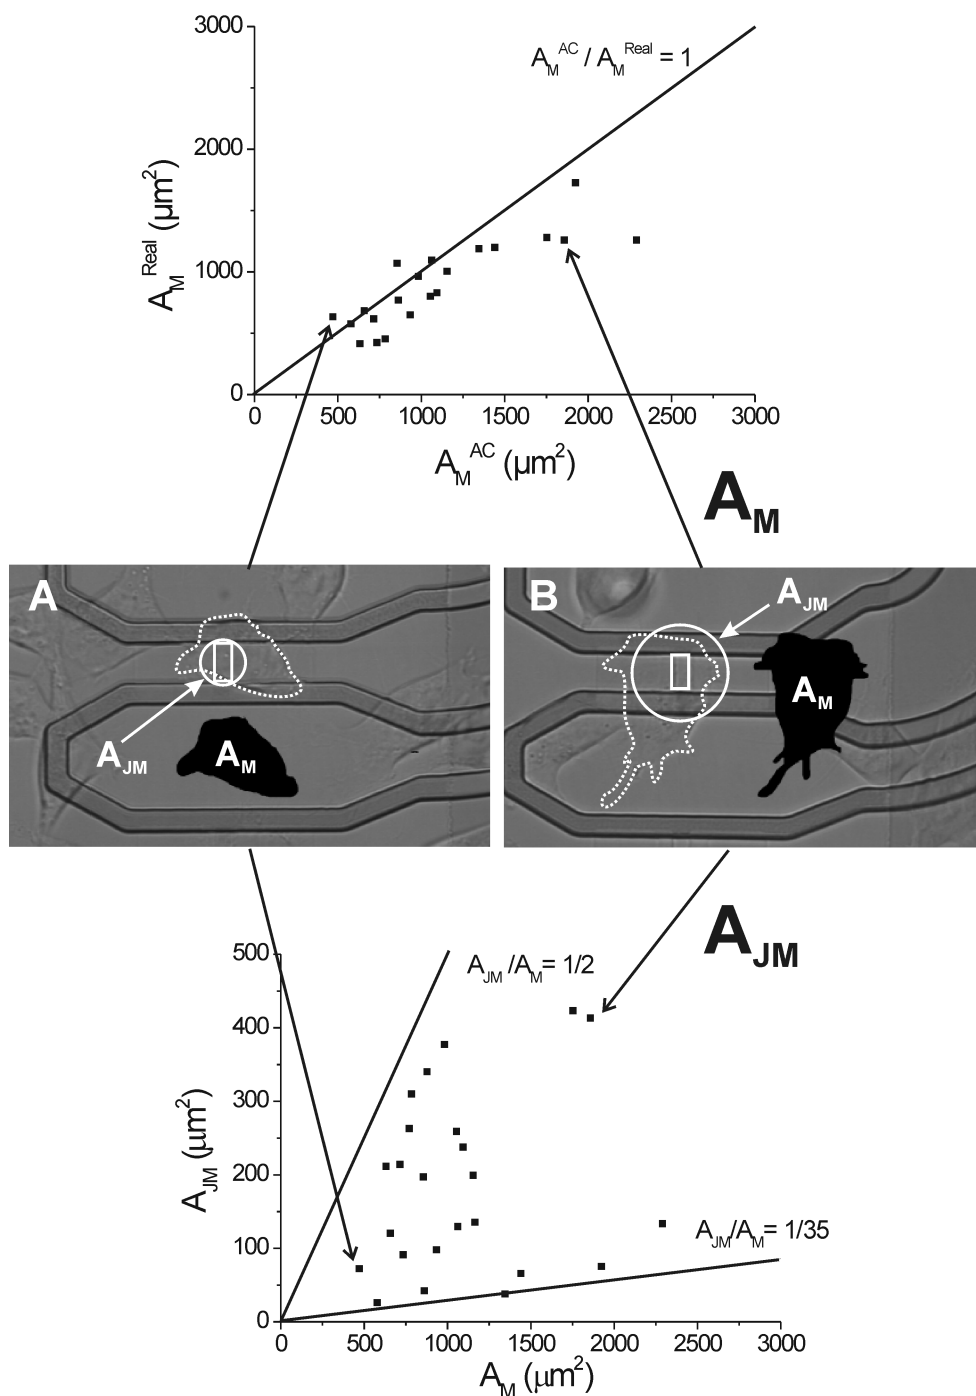 3000
2000
1000
0
A_M^Real (μm²)
A_M^AC / A_M^Real = 1
0 500 1000 1500 2000 2500 3000
A_M^AC (μm²)
A_M
A
A_JM
A_M
B
A_JM
A_M
A_JM
500
400
300
200
100
0
A_JM (μm²)
A_JM /A_M = 1/2
A_JM/A_M = 1/35
0 500 1000 1500 2000 2500 3000
A_M (μm²)